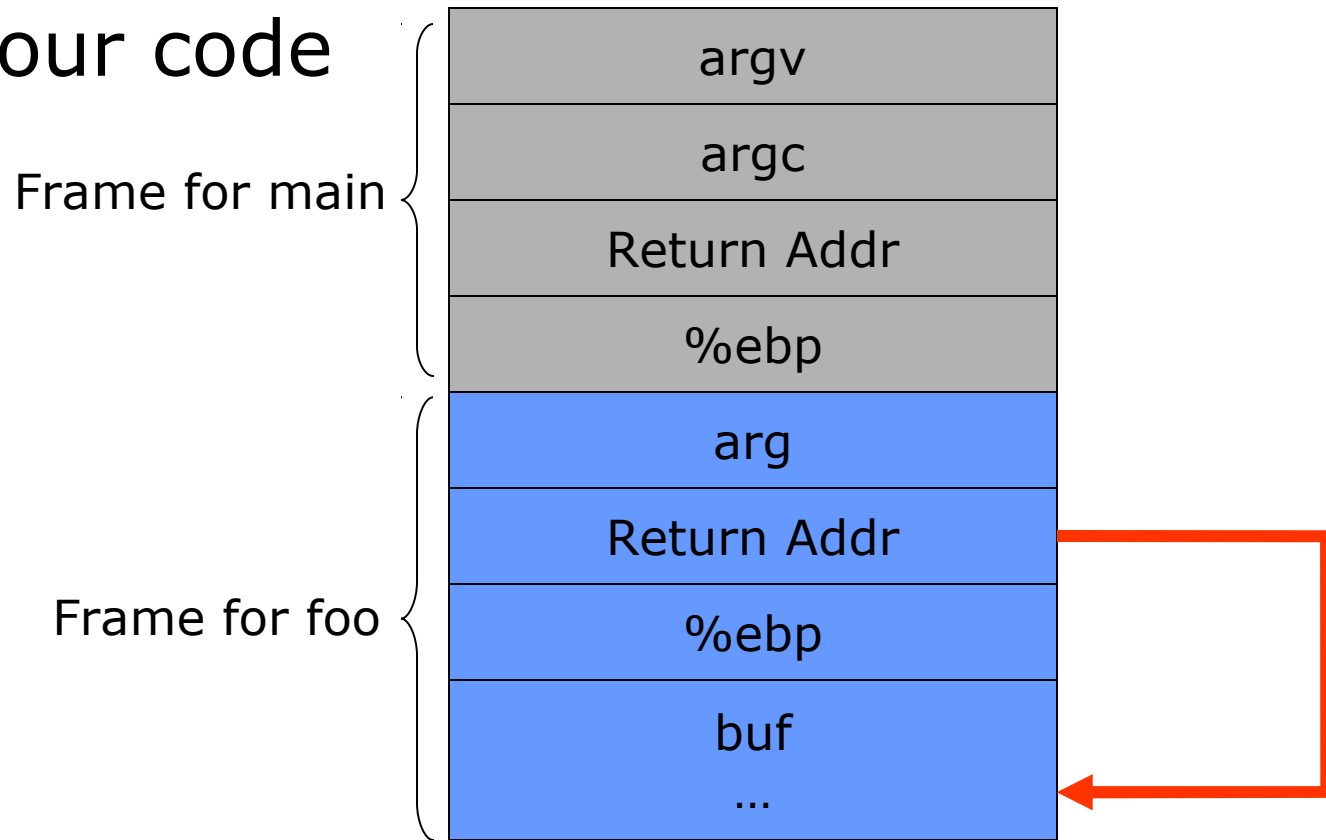 our code
argv
argc
Frame for main
Return Addr
%ebp
arg
Return Addr
Frame for foo
%ebp
buf
…